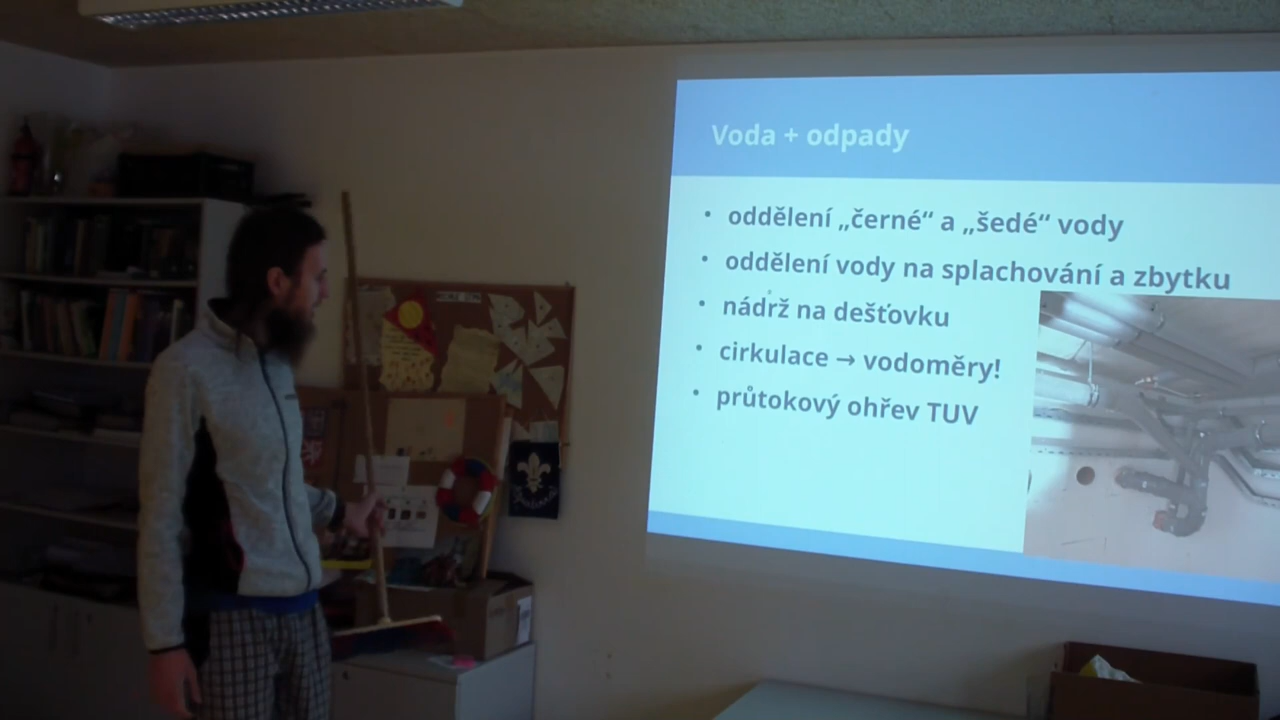 Voda + odpady
• oddělení „černé“ a „šedé“ vody
• oddělení vody na splachování a zbytku
• nádrž na dešťovku
• cirkulace → vodoměry!
• průtokový ohřev TUV